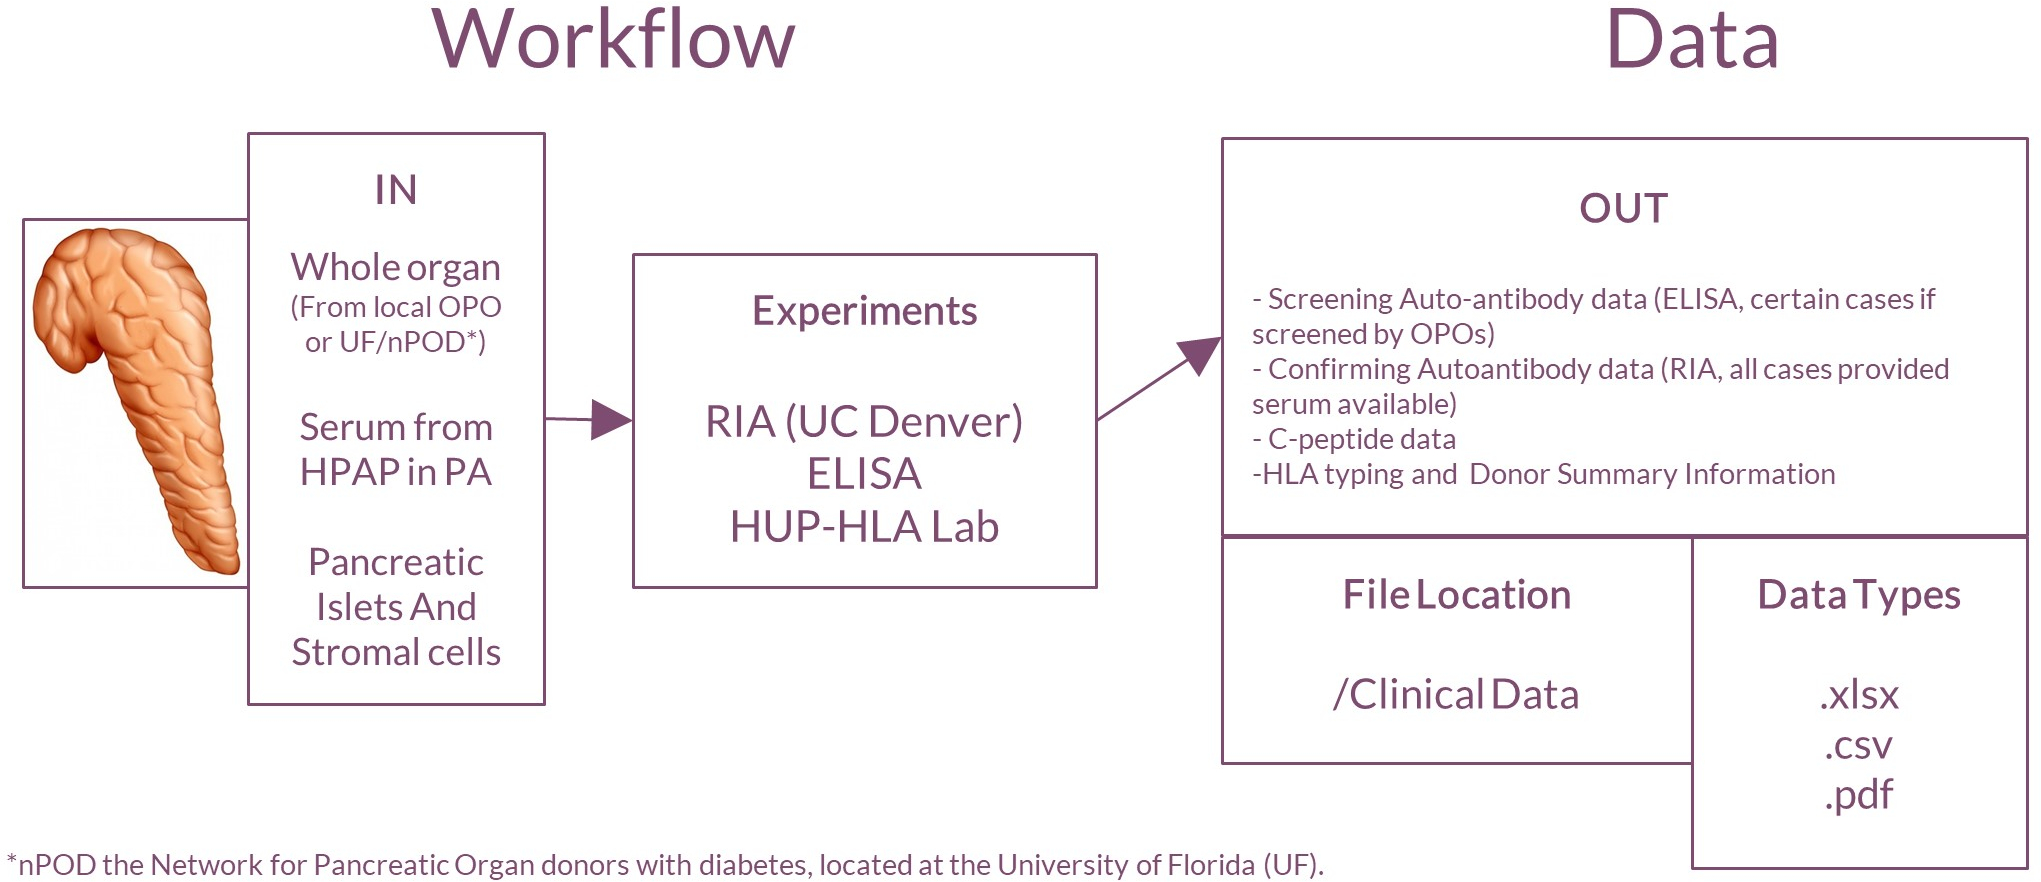 Workflow
Data
IN
Whole organ
(From local OPO
or UF/nPOD*)
Serum from
HPAP in PA
Pancreatic
Islets And
Stromal cells
Experiments
RIA (UC Denver)
ELISA
HUP-HLA Lab
OUT
- Screening Auto-antibody data (ELISA, certain cases if
screened by OPOs)
- Confirming Autoantibody data (RIA, all cases provided
serum available)
- C-peptide data
-HLA typing and Donor Summary Information
File Location
/Clinical Data
Data Types
.xlsx
.csv
.pdf
*nPOD the Network for Pancreatic Organ donors with diabetes, located at the University of Florida (UF).